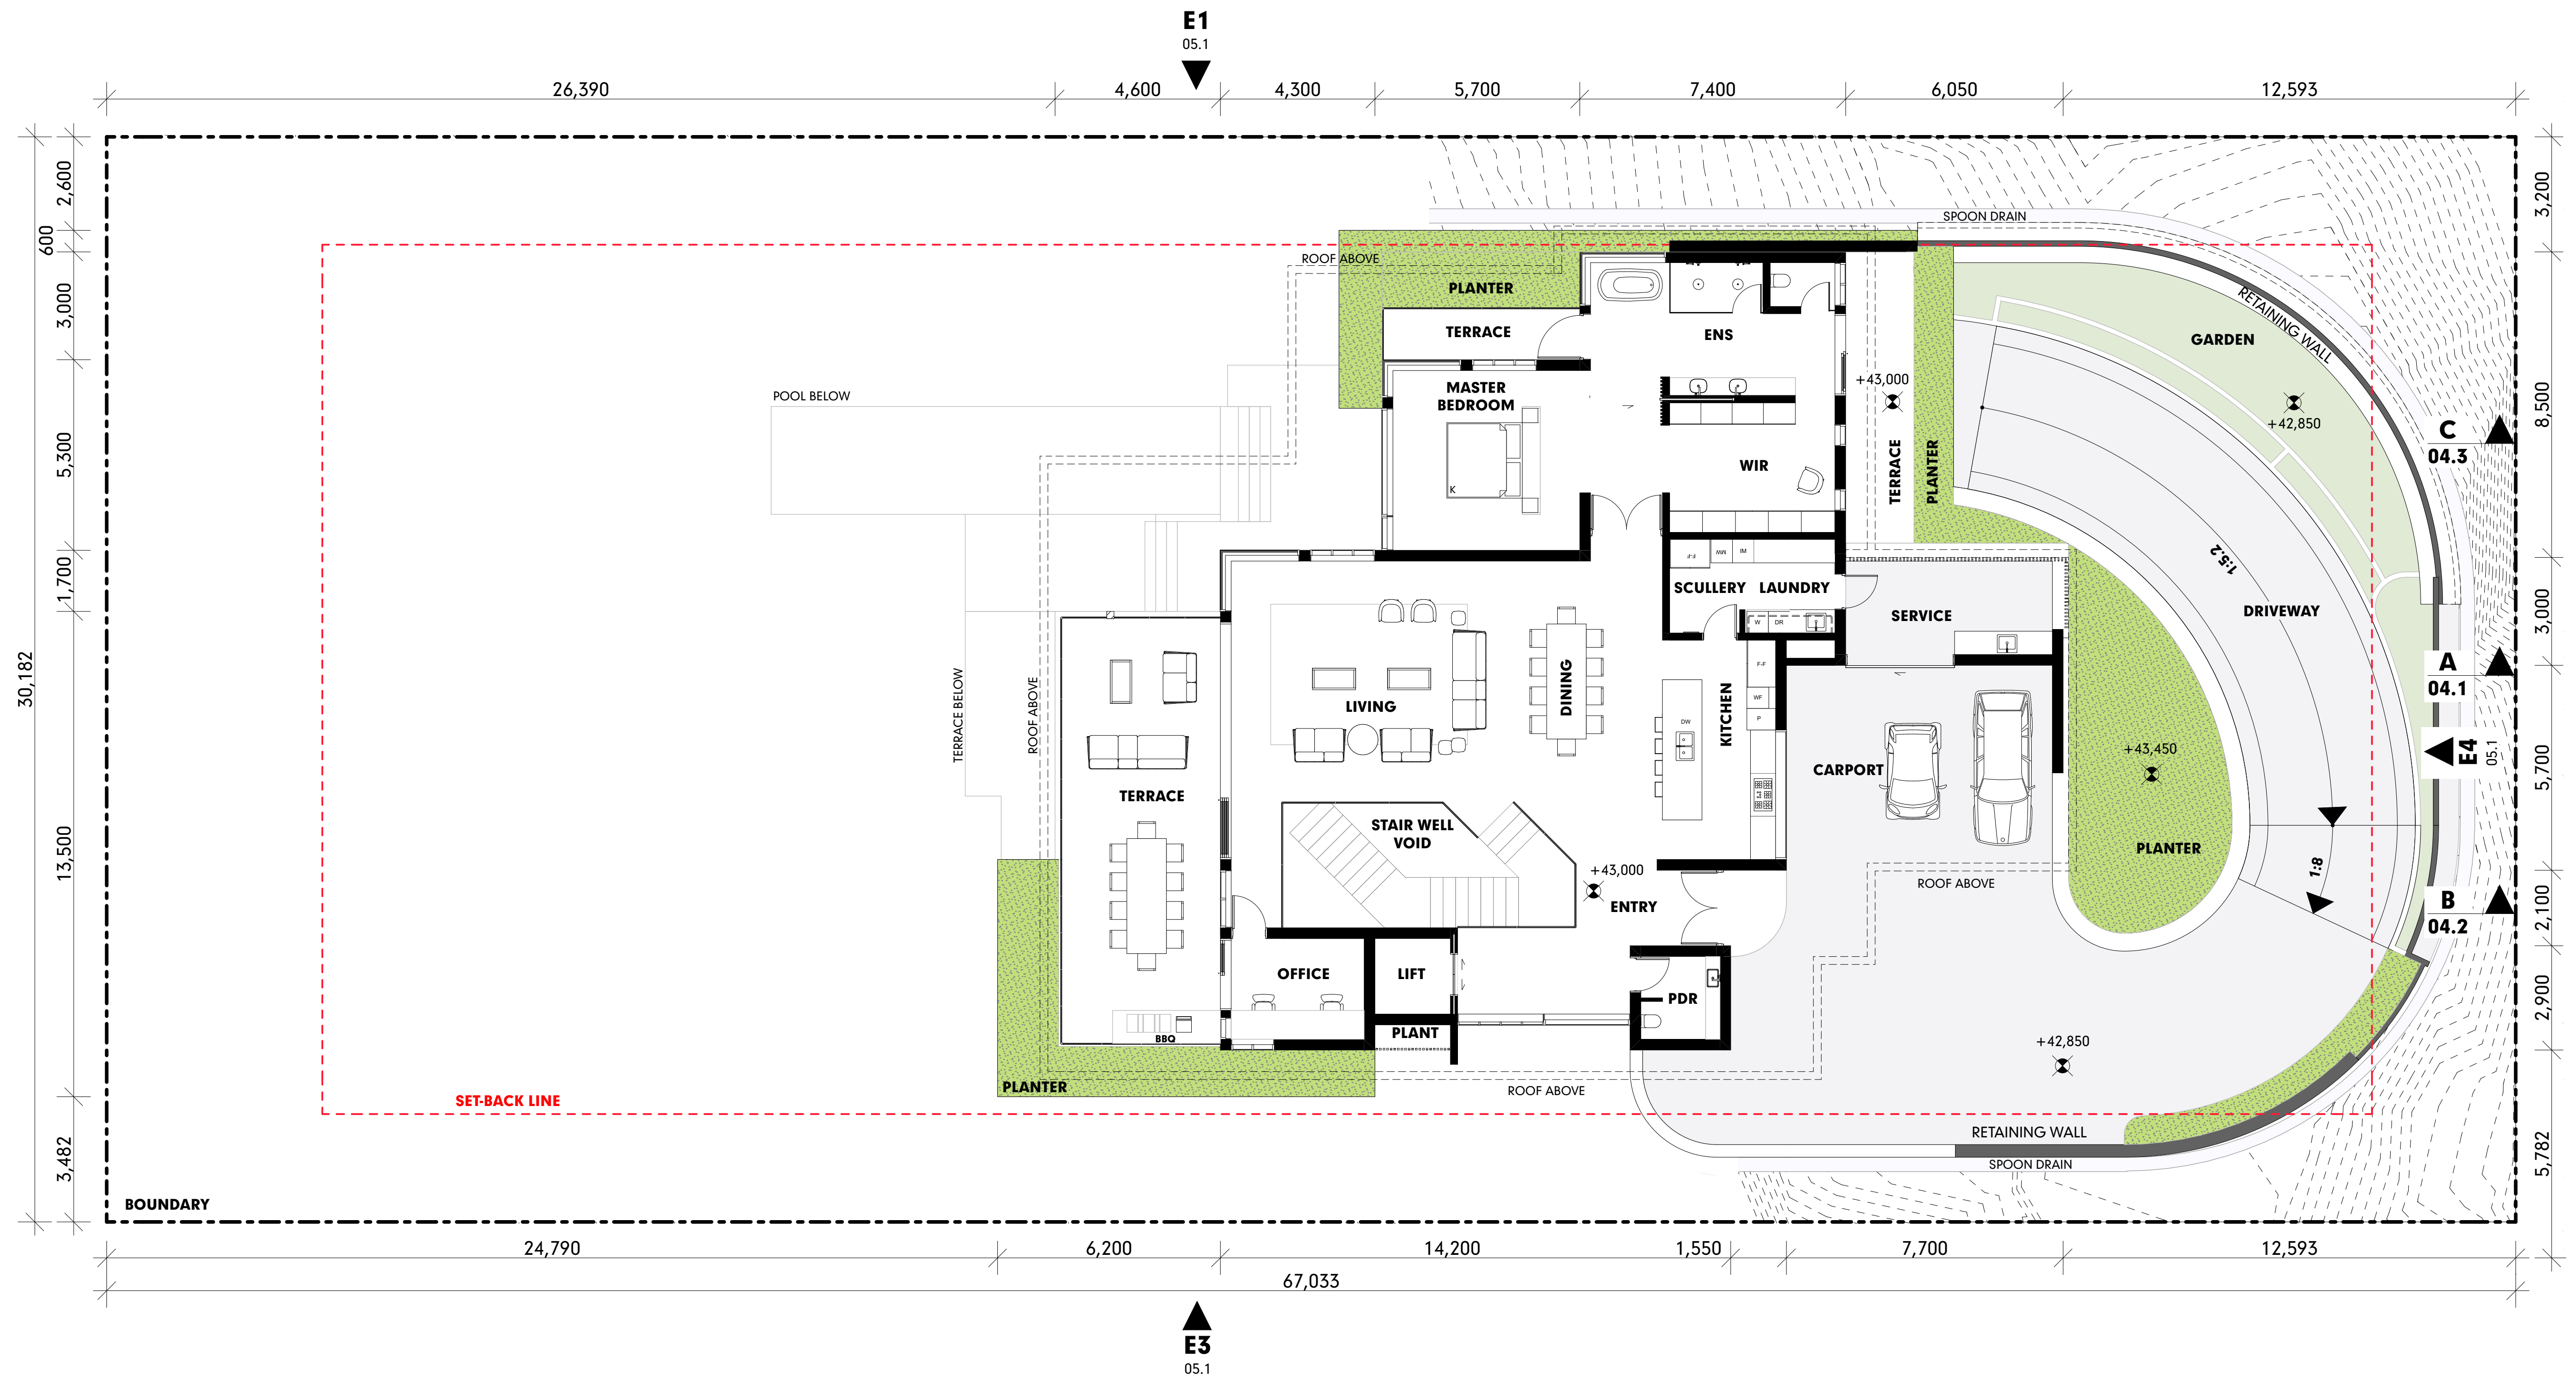 E1
05.1
26,390
4,600
4,300
5,700
7,400
6,050
12,593
2,600
600
3,000
5,300
1,700
13,500
3,482
30,182
3,200
8,500
3,000
5,700
2,100
2,900
5,782
SPOON DRAIN
ROOF ABOVE
PLANTER
TERRACE
ENS
RETAINING WALL
GARDEN
+42,850
+43,000
MASTER
BEDROOM
POOL BELOW
K
WIR
TERRACE
PLANTER
C
04.3
F-F
MW
IM
SCULLERY
LAUNDRY
W
DR
SERVICE
1:5.2
DRIVEWAY
TERRACE BELOW
ROOF ABOVE
LIVING
DINING
KITCHEN
F-F
WF
P
DW
A
04.1
E4
05.1
CARPORT
+43,450
TERRACE
STAIR WELL
VOID
PLANTER
1:8
+43,000
ENTRY
ROOF ABOVE
B
04.2
OFFICE
LIFT
PDR
PLANT
BBQ
+42,850
PLANTER
ROOF ABOVE
SET-BACK LINE
RETAINING WALL
SPOON DRAIN
BOUNDARY
24,790
6,200
14,200
1,550
7,700
12,593
67,033
E3
05.1